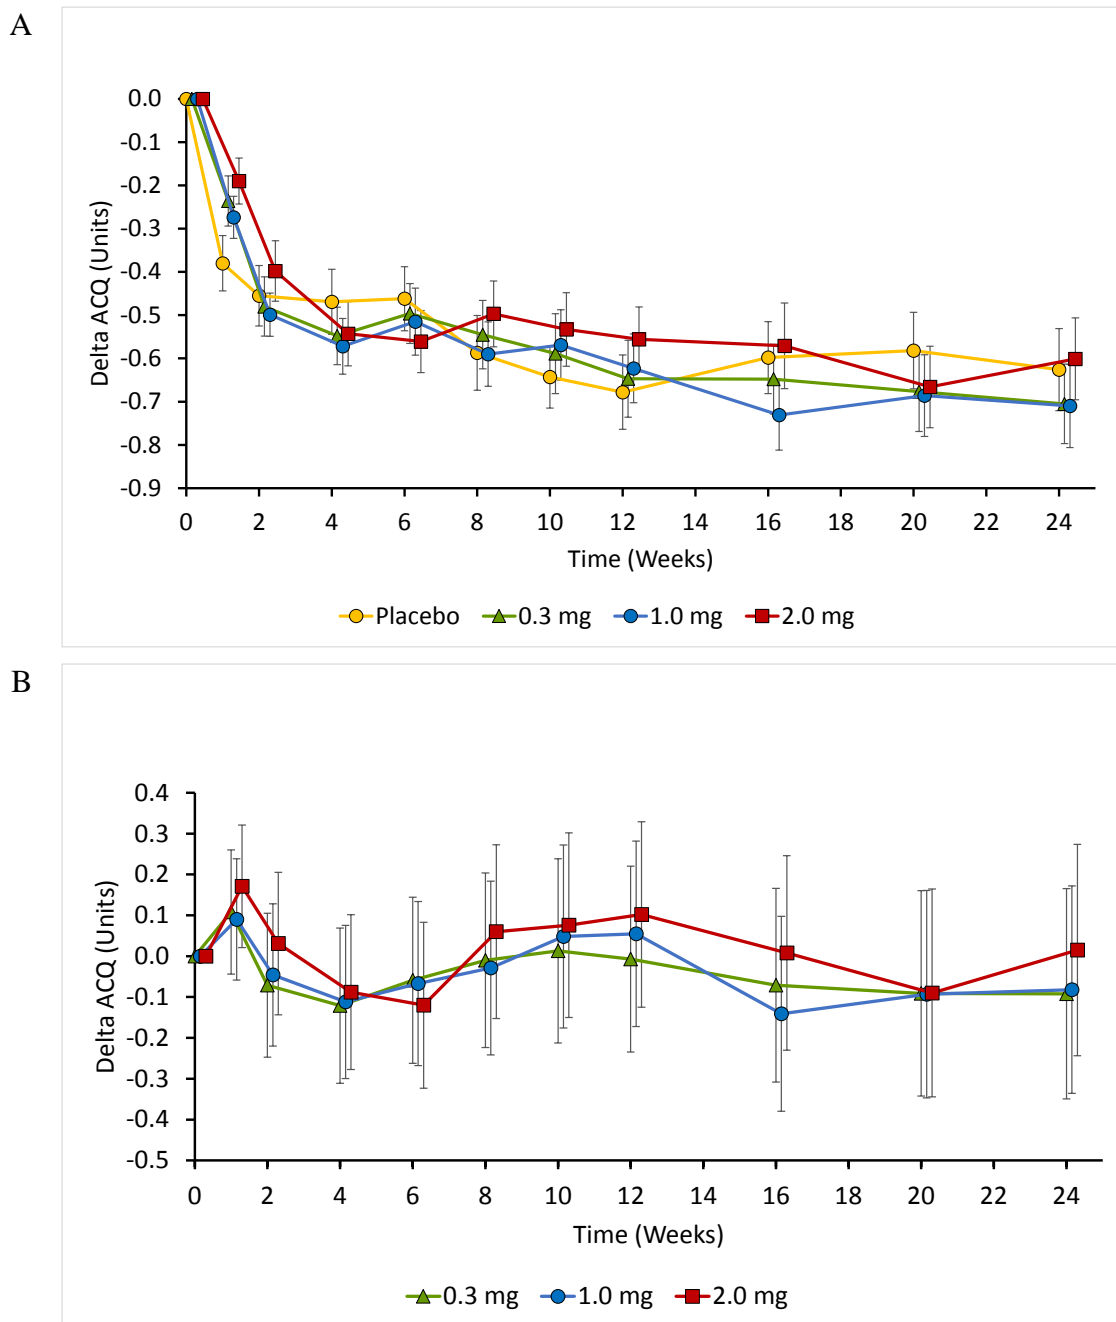 A
Delta ACQ (Units)
0.0
-0.1
-0.2
-0.3
-0.4
-0.5
-0.6
-0.7
-0.8
-0.9
0 2 4 6 8 10 12 14 16 18 20 22 24
Time (Weeks)
Placebo 0.3 mg 1.0 mg 2.0 mg
B
Delta ACQ (Units)
0.4
0.3
0.2
0.1
0.0
-0.1
-0.2
-0.3
-0.4
-0.5
0 2 4 6 8 10 12 14 16 18 20 22 24
Time (Weeks)
0.3 mg 1.0 mg 2.0 mg